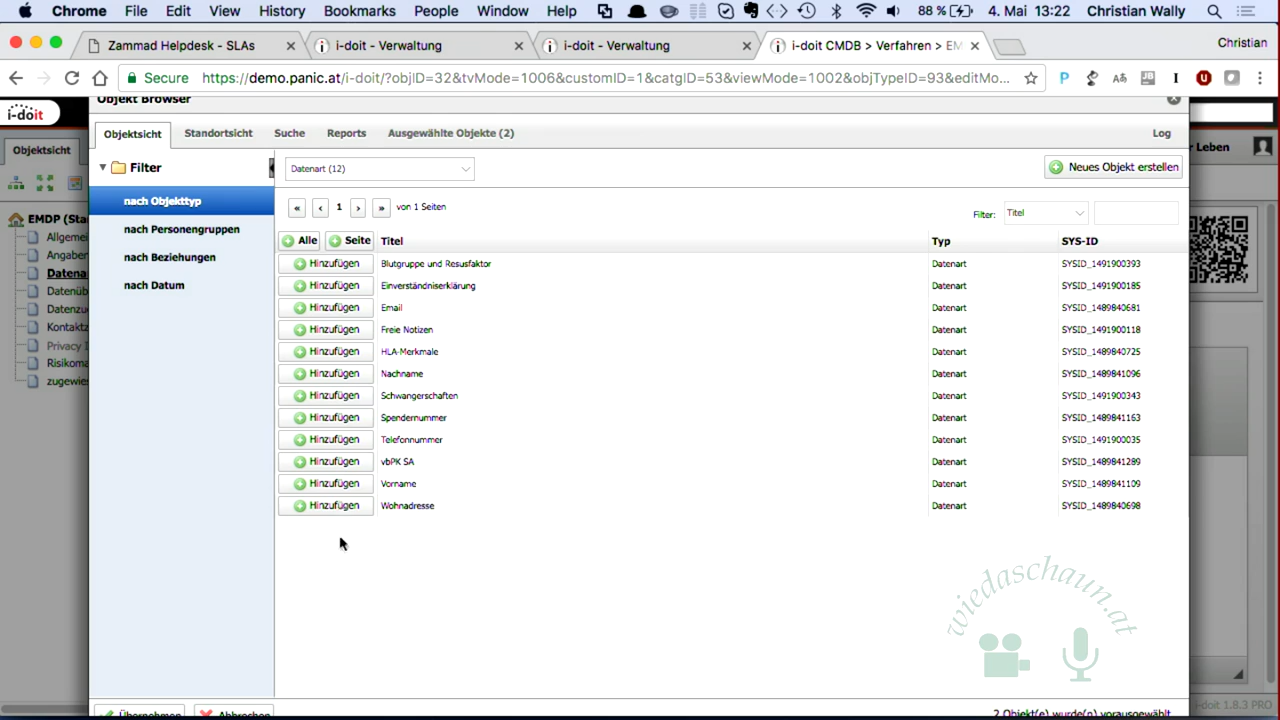 Chrome File Edit View History Bookmarks People Window Help 88 % 4. Mai 13:22 Christian Wally
Zammad Helpdesk - SLAs
i-doit - Verwaltung
i-doit - Verwaltung
i-doit CMDB > Verfahren > EM
Christian
Secure https://demo.panic.at/i-doit/?objID=32&tvMode=1006&customID=1&catgID=53&viewMode=1002&objTypeID=93&editMo...
i-doit
Objekt Browser
Objektsicht
Leben
Objektsicht Standortsicht Suche Reports Ausgewählte Objekte (2) Log
Filter
Datenart (12)
Neues Objekt erstellen
nach Objekttyp
nach Personengruppen
nach Beziehungen
nach Datum
EMDP (Sta
Allgeme
Angabe
Datena
Datenüb
Datenzu
Kontakt
Privacy I
Risikoma
zugewie
« ‹ 1 › » von 1 Seiten
Filter: Titel
Alle Seite Titel Typ SYS-ID
Hinzufügen Blutgruppe und Resusfaktor Datenart SYSID_1491900393
Hinzufügen Einverständniserklärung Datenart SYSID_1491900185
Hinzufügen Email Datenart SYSID_1489840681
Hinzufügen Freie Notizen Datenart SYSID_1491900118
Hinzufügen HLA-Merkmale Datenart SYSID_1489840725
Hinzufügen Nachname Datenart SYSID_1489841096
Hinzufügen Schwangerschaften Datenart SYSID_1491900343
Hinzufügen Spendernummer Datenart SYSID_1489841163
Hinzufügen Telefonnummer Datenart SYSID_1491900035
Hinzufügen vbPK SA Datenart SYSID_1489841289
Hinzufügen Vorname Datenart SYSID_1489841109
Hinzufügen Wohnadresse Datenart SYSID_1489840698
wiedaschaun.at
i-doit 1.8.3 PRO
Übernehmen Abbrechen 2 Objekt(e) wurde(n) vorausgewählt